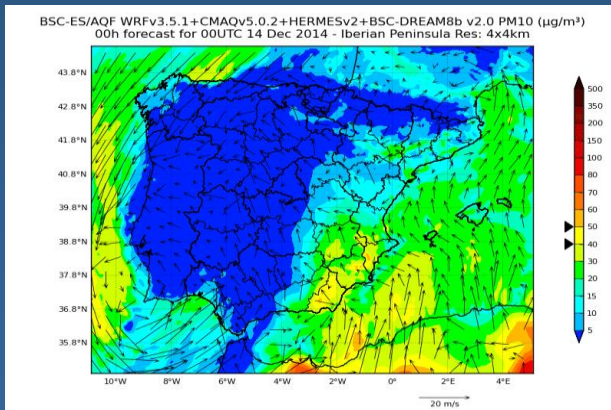 BSC-ES/AQF WRFv3.5.1+CMAQv5.0.2+HERMESv2+BSC-DREAM8b v2.0 PM10 (µg/m³)
00h forecast for 00UTC 14 Dec 2014 - Iberian Peninsula Res: 4x4km
43.8°N
42.8°N
41.8°N
40.8°N
39.8°N
38.8°N
37.8°N
36.8°N
35.8°N
10°W 8°W 6°W 4°W 2°W 0° 2°E 4°E
20 m/s
500
350
200
150
100
80
70
60
50
40
30
20
15
10
5